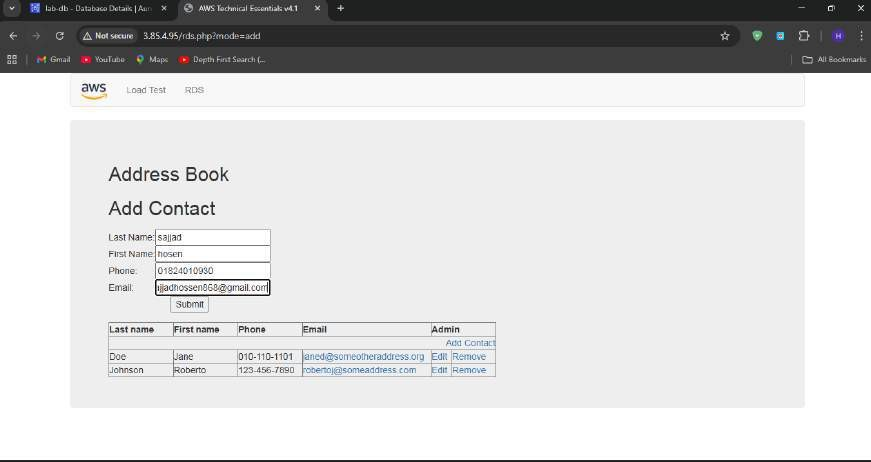 lab-db - Database Details | Aur
AWS Technical Essentials v4.1
Not secure 3.85.4.95/rds.php?mode=add
H
Gmail YouTube Maps Depth First Search (... All Bookmarks
aws Load Test RDS
Address Book
Add Contact
Last Name: sajjad
First Name: hosen
Phone: 01824010930
Email: ajjadhossen868@gmail.com
Submit
Last name First name Phone Email Admin
Add Contact
Doe Jane 010-110-1101 janed@someotheraddress.org Edit Remove
Johnson Roberto 123-456-7890 robertoj@someaddress.com Edit Remove